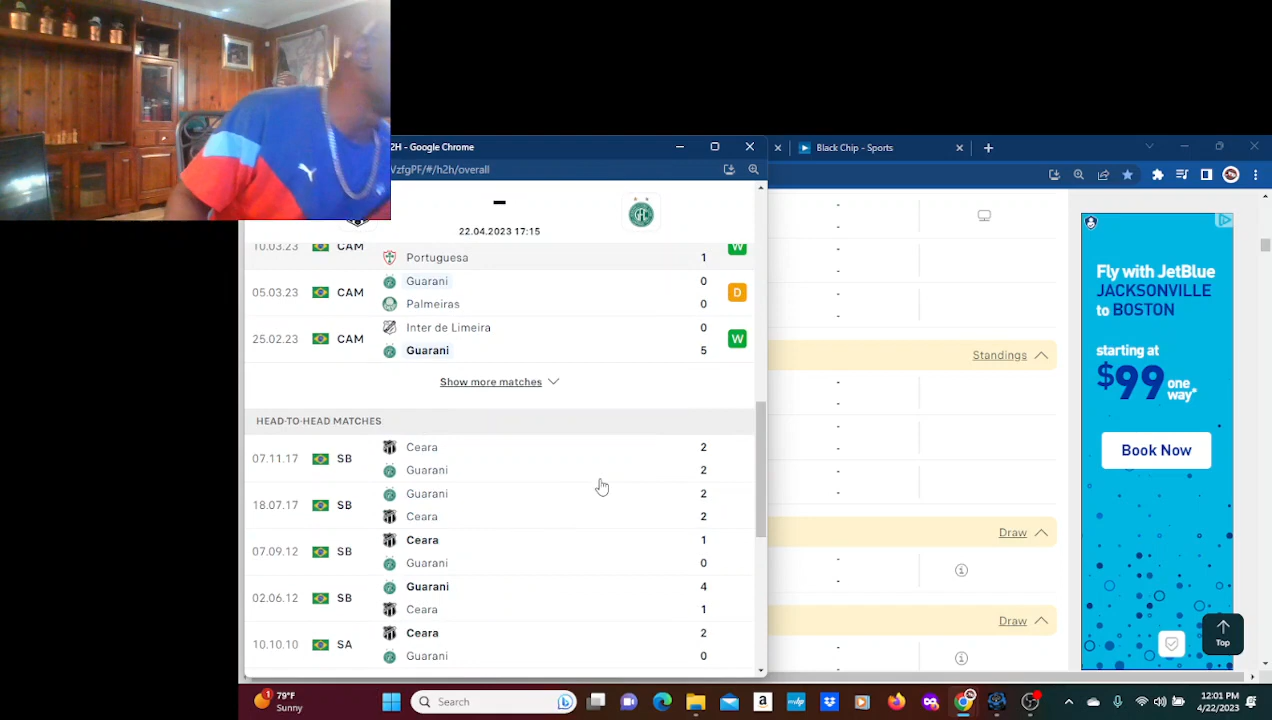 2H - Google Chrome
Black Chip - Sports
VzfgPF/#/h2h/overall
-
22.04.2023 17:15
10.03.23 CAM W
Portuguesa 1
Guarani 0
05.03.23 CAM D
Palmeiras 0
Inter de Limeira 0
25.02.23 CAM W
Guarani 5
Show more matches
HEAD-TO-HEAD MATCHES
Ceara 2
07.11.17 SB
Guarani 2
Guarani 2
18.07.17 SB
Ceara 2
Ceara 1
07.09.12 SB
Guarani 0
Guarani 4
02.06.12 SB
Ceara 1
Ceara 2
10.10.10 SA
Guarani 0
-
-
-
-
-
-
Standings
-
-
-
-
-
-
Draw
-
-
Draw
-
-
Fly with JetBlue
JACKSONVILLE
to BOSTON
starting at
$99 one
way*
Book Now
Top
1
79°F
Sunny
Search
12:01 PM
4/22/2023